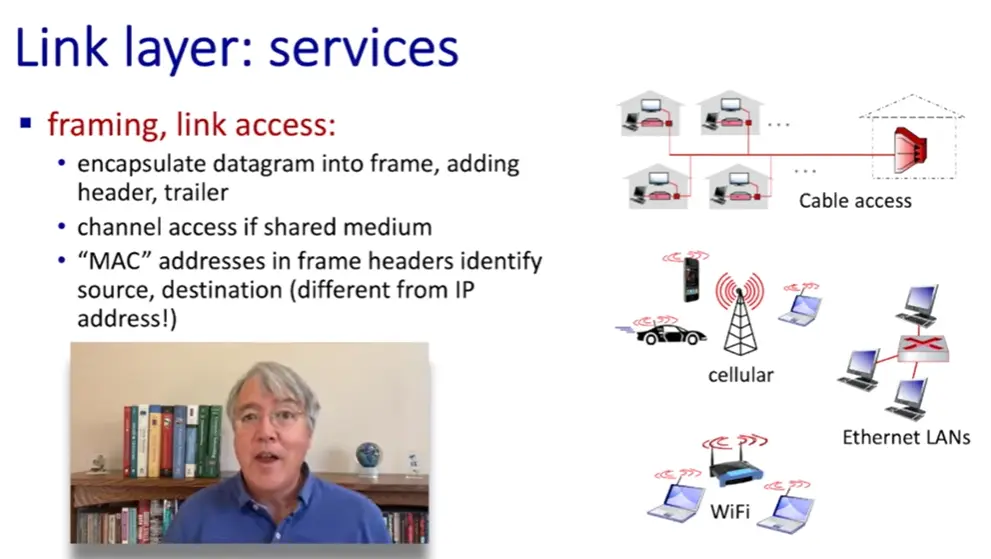 Link layer: services
framing, link access:
encapsulate datagram into frame, adding
header, trailer
channel access if shared medium
“MAC” addresses in frame headers identify
source, destination (different from IP
address!)
Cable access
cellular
Ethernet LANs
WiFi